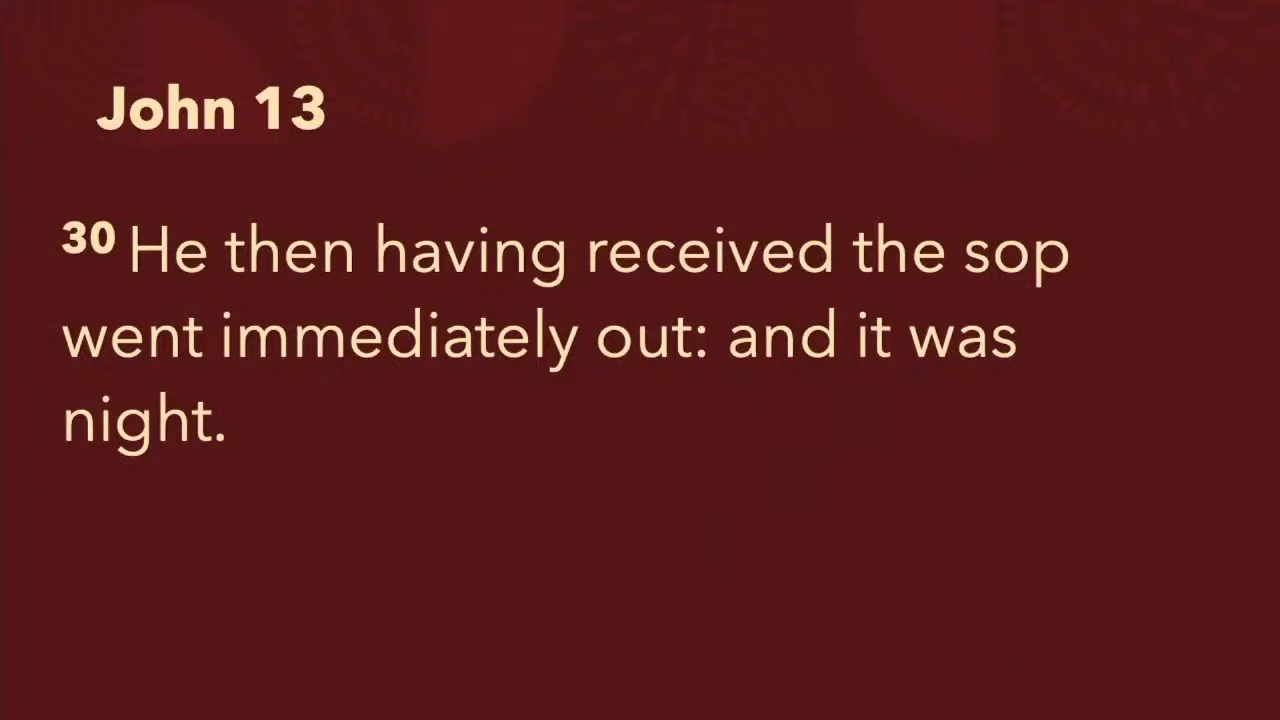 John 13
30 He then having received the sop
went immediately out: and it was
night.